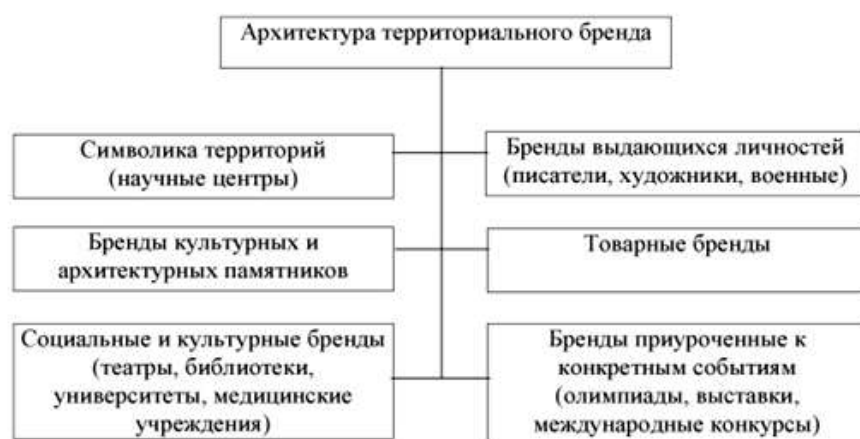 Архитектура территориального бренда
Символика территорий
(научные центры)
Бренды выдающихся личностей
(писатели, художники, военные)
Бренды культурных и
архитектурных памятников
Товарные бренды
Социальные и культурные бренды
(театры, библиотеки,
университеты, медицинские
учреждения)
Бренды приуроченные к
конкретным событиям
(олимпиады, выставки,
международные конкурсы)